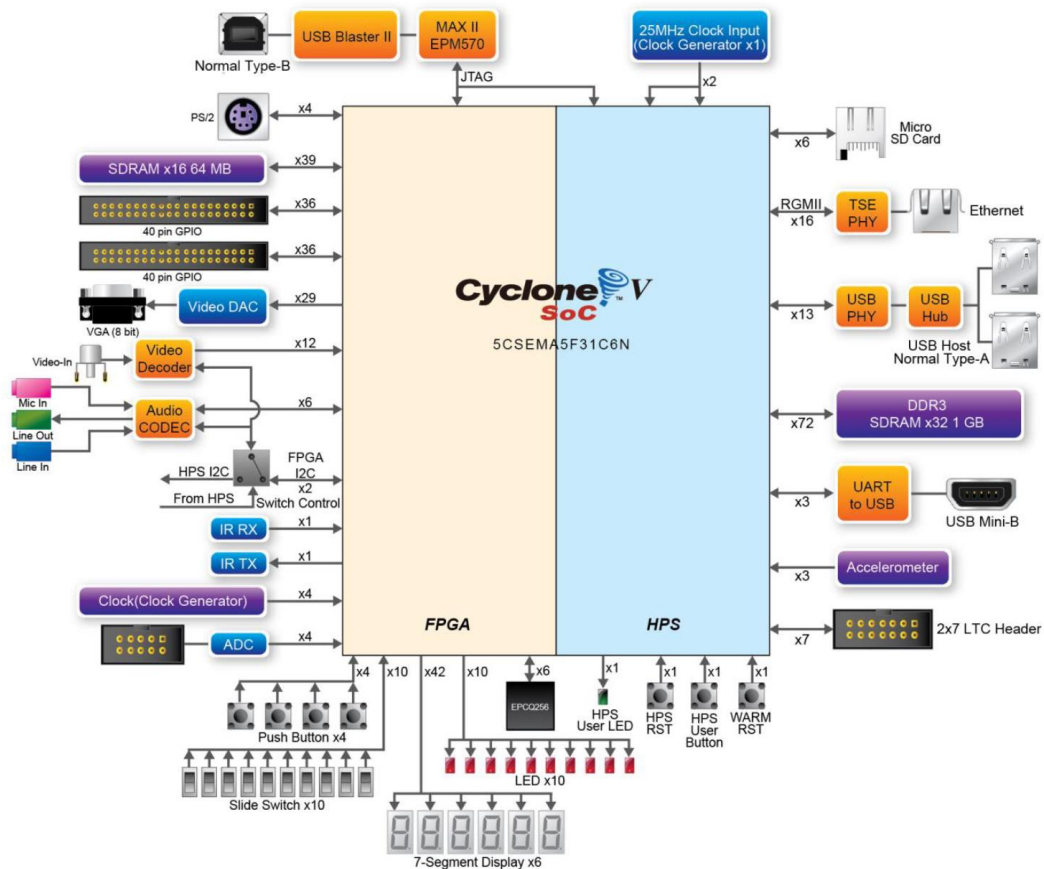 Normal Type-B
USB Blaster II
MAX II
EPM570
JTAG
25MHz Clock Input
(Clock Generator x1)
x2
PS/2
x4
SDRAM x16 64 MB
x39
40 pin GPIO
x36
40 pin GPIO
x36
VGA (8 bit)
Video DAC
x29
Video-In
Video
Decoder
x12
Mic In
Line Out
Line In
Audio
CODEC
x6
HPS I2C
From HPS
FPGA
I2C
x2
Switch Control
IR RX
x1
IR TX
x1
Clock(Clock Generator)
x4
ADC
x4
Cyclone V
TM
SoC
5CSEMA5F31C6N
FPGA
HPS
x6
Micro
SD Card
RGMII
x16
TSE
PHY
Ethernet
x13
USB
PHY
USB
Hub
USB Host
Normal Type-A
x72
DDR3
SDRAM x32 1 GB
x3
UART
to USB
USB Mini-B
x3
Accelerometer
x7
2x7 LTC Header
x4
Push Button x4
x10
Slide Switch x10
x42
7-Segment Display x6
x10
LED x10
x6
EPCQ256
x1
HPS
User LED
x1
HPS
RST
x1
HPS
User
Button
x1
WARM
RST